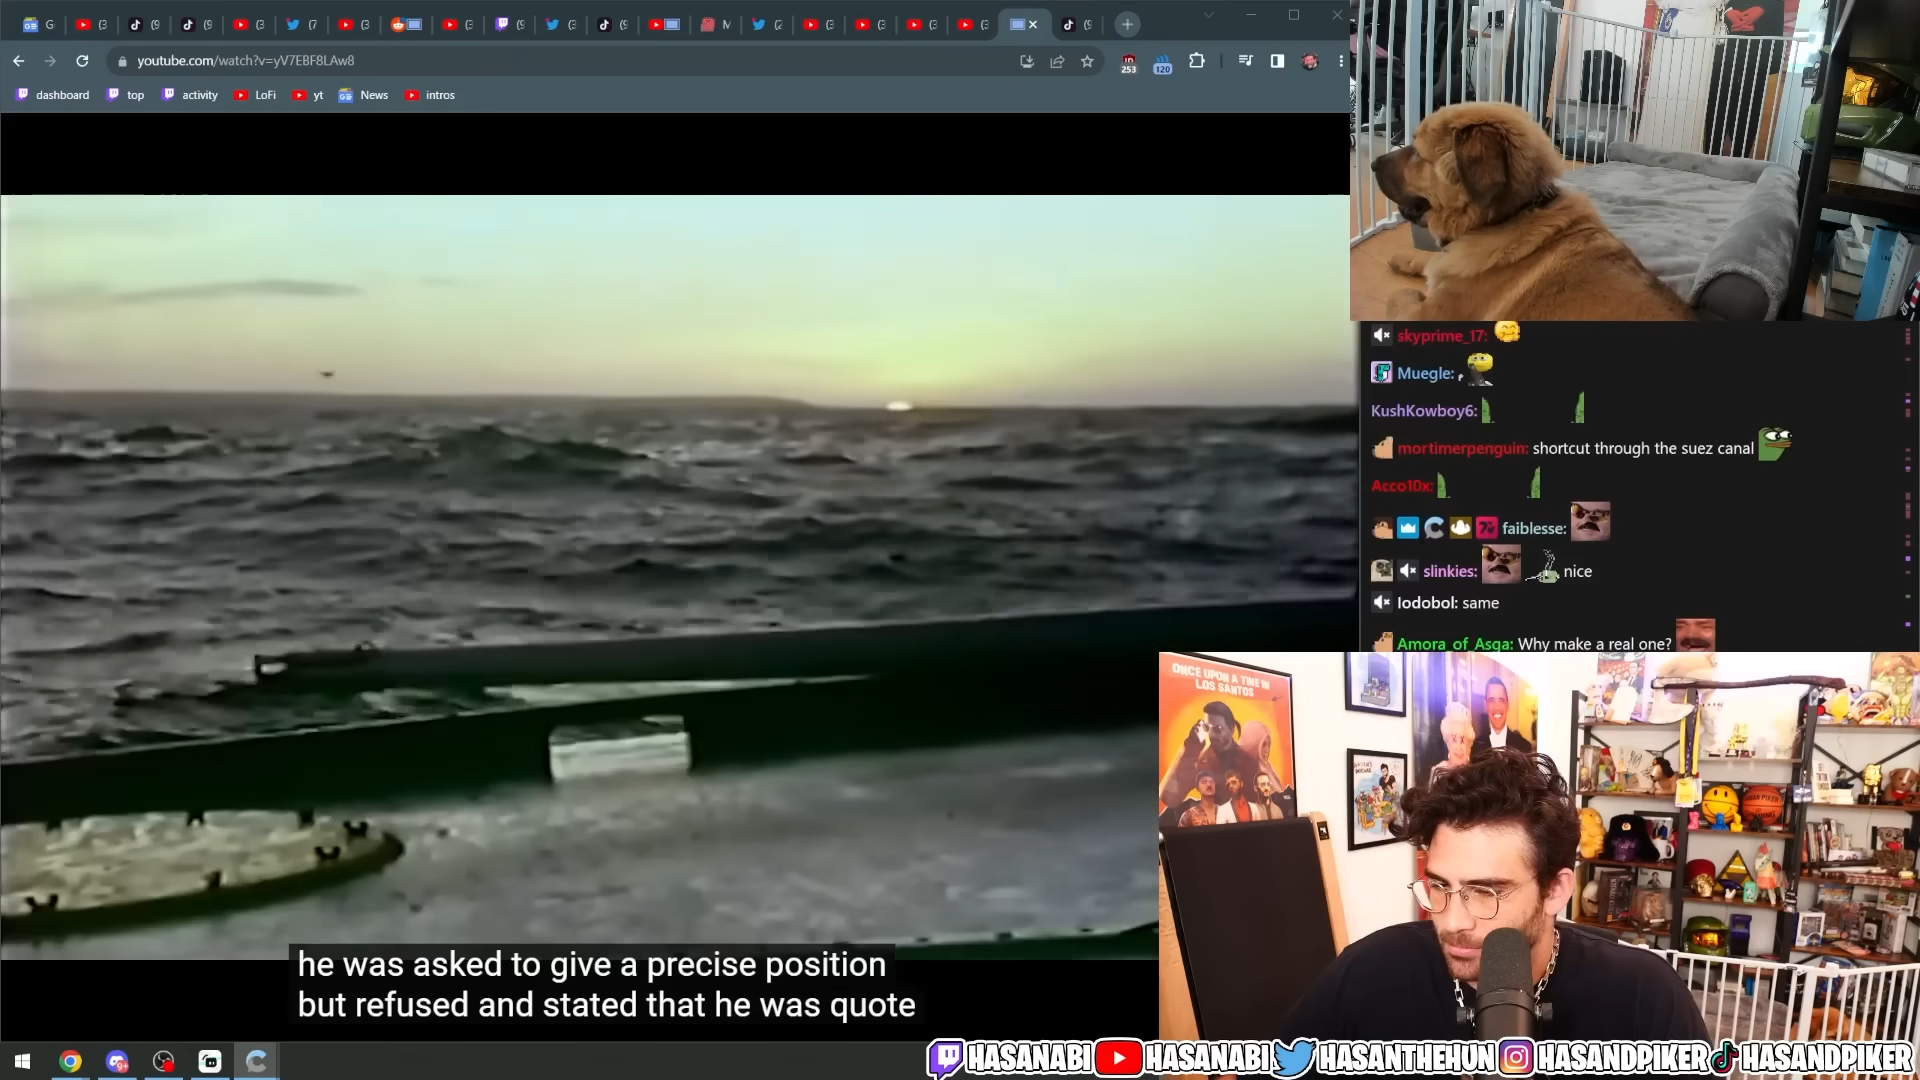 youtube.com/watch?v=yV7EBF8LAw8
253
120
dashboard
top
activity
LoFi
yt
News
intros
skyprime_17:
Muegle:
KushKowboy6:
mortimerpenguin: shortcut through the suez canal
Acco10x:
faiblesse:
slinkies: nice
lodobol: same
Amora_of_Asga: Why make a real one?
ONCE UPON A TIME IN
LOS SANTOS
he was asked to give a precise position
but refused and stated that he was quote
HASANABI HASANABI HASANTHEHUN HASANDPIKER HASANDPIKER